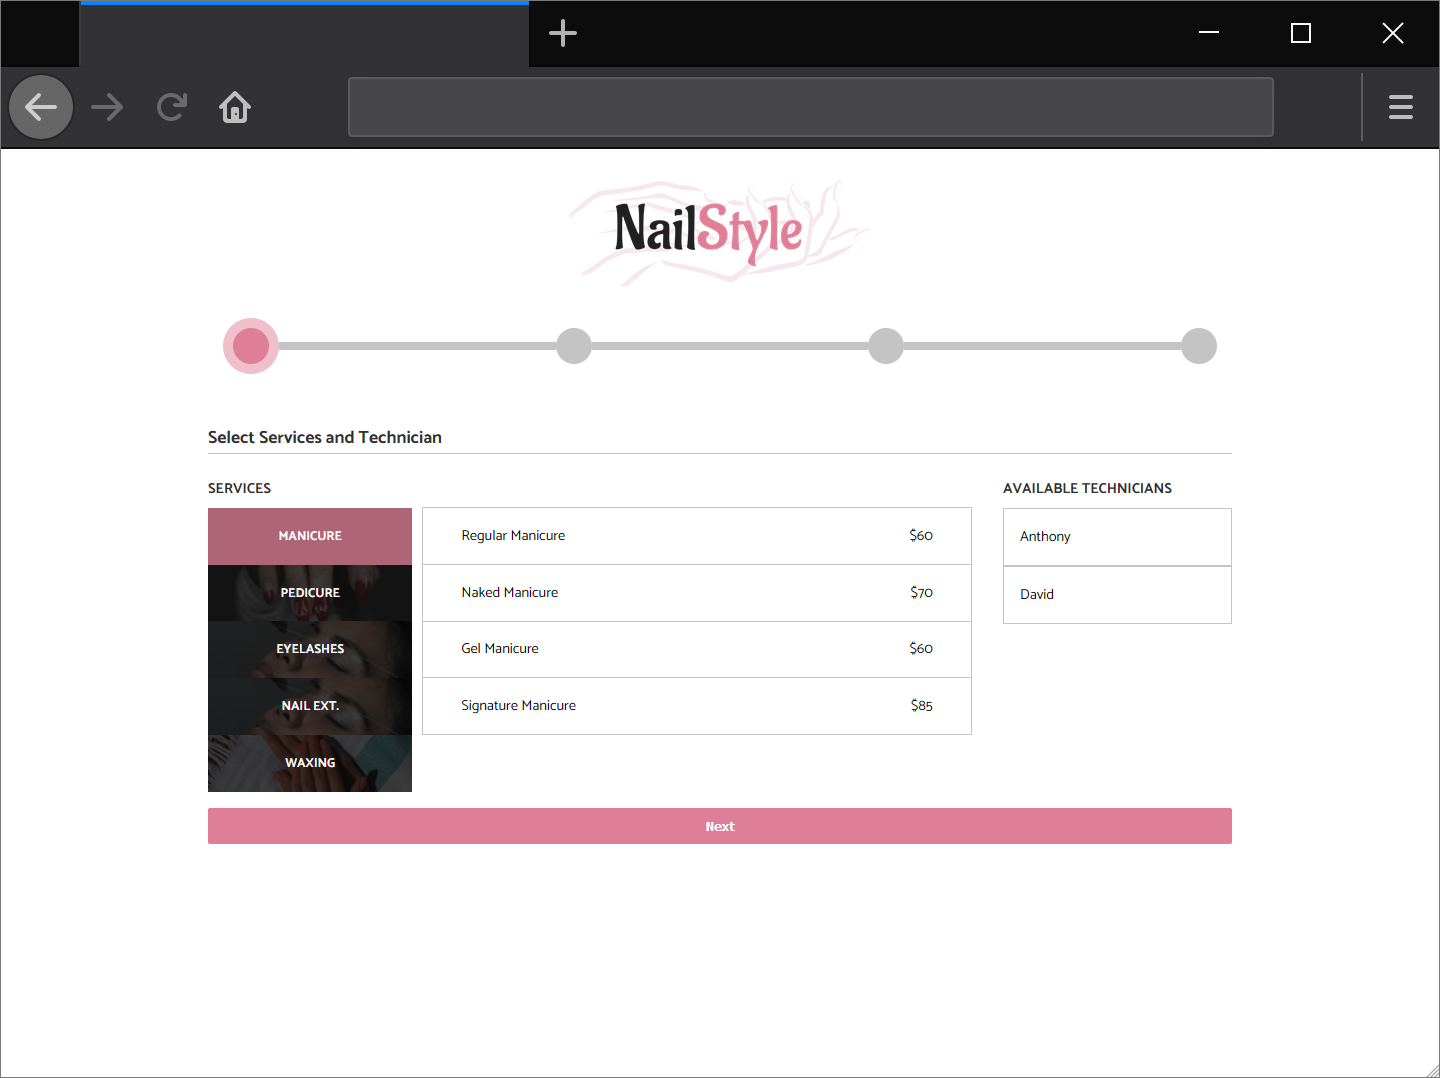 NailStyle
Select Services and Technician
SERVICES
MANICURE
PEDICURE
EYELASHES
NAIL EXT.
WAXING
Regular Manicure $60
Naked Manicure $70
Gel Manicure $60
Signature Manicure $85
AVAILABLE TECHNICIANS
Anthony
David
Next